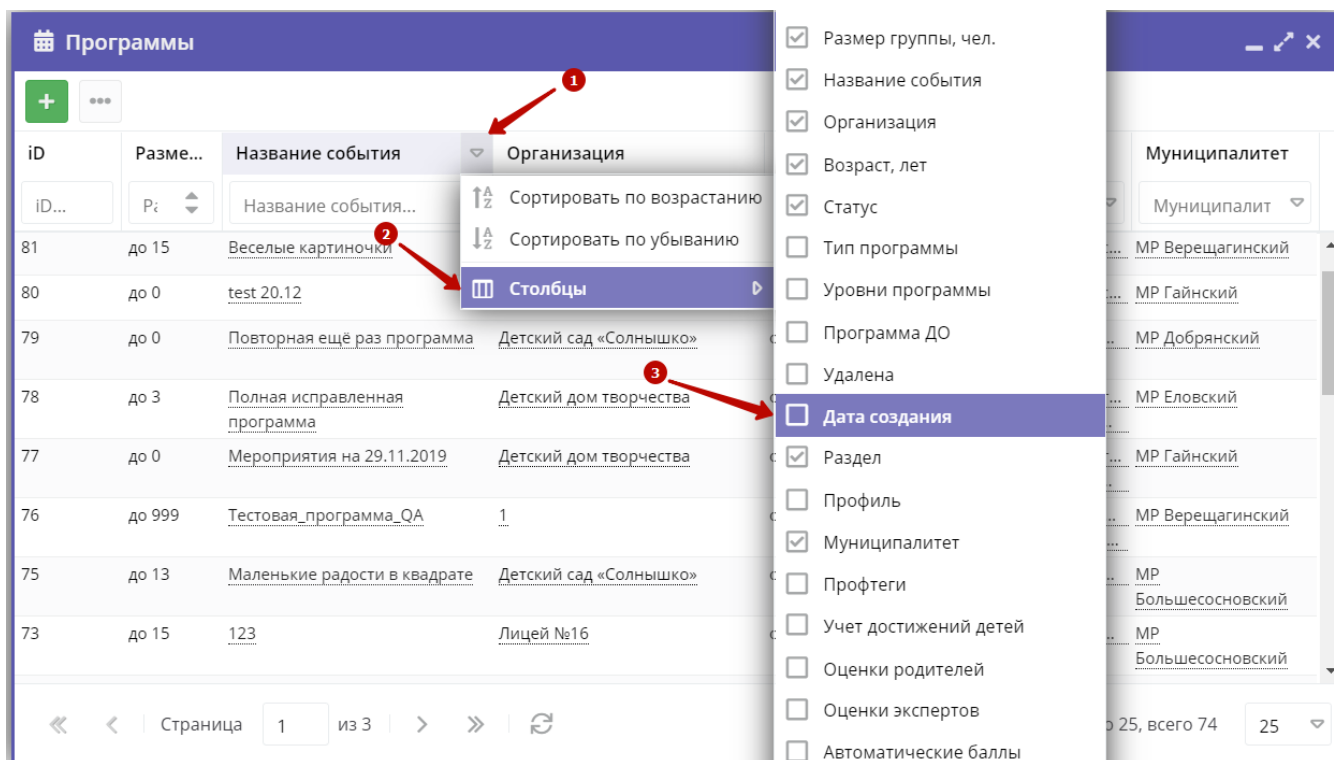 Программы
iD
Разме...
Название события
Организация
Муниципалитет
iD...
Название события...
Муниципалит
1
2
3
Сортировать по возрастанию
Сортировать по убыванию
Столбцы
Размер группы, чел.
Название события
Организация
Возраст, лет
Статус
Тип программы
Уровни программы
Программа ДО
Удалена
Дата создания
Раздел
Профиль
Муниципалитет
Профтеги
Учет достижений детей
Оценки родителей
Оценки экспертов
Автоматические баллы
81 до 15 Веселые картиночки МР Верещагинский
80 до 0 test 20.12 МР Гайнский
79 до 0 Повторная ещё раз программа Детский сад «Солнышко» МР Добрянский
78 до 3 Полная исправленная Детский дом творчества МР Еловский
программа
77 до 0 Мероприятия на 29.11.2019 Детский дом творчества МР Гайнский
76 до 999 Тестовая_программа_QA 1 МР Верещагинский
75 до 13 Маленькие радости в квадрате Детский сад «Солнышко» МР
Большесосновский
73 до 15 123 Лицей №16 МР
Большесосновский
Страница 1 из 3
25, всего 74 25